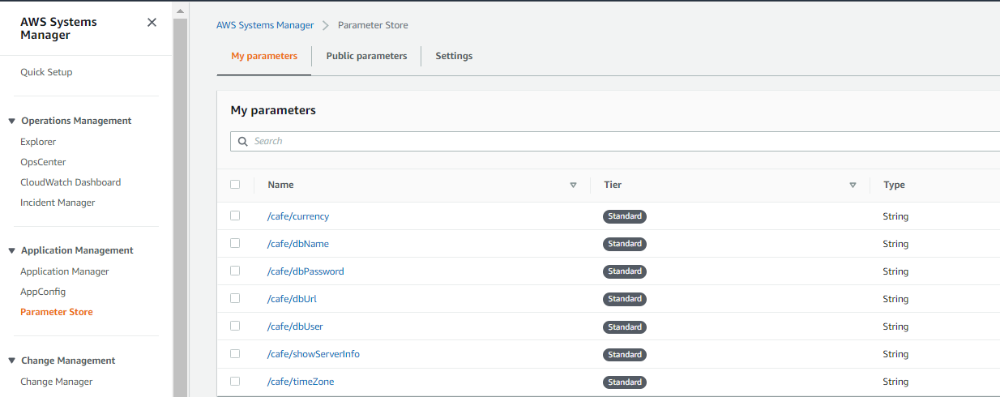 AWS Systems
Manager
Quick Setup
Operations Management
Explorer
OpsCenter
CloudWatch Dashboard
Incident Manager
Application Management
Application Manager
AppConfig
Parameter Store
Change Management
Change Manager
AWS Systems Manager Parameter Store
My parameters Public parameters Settings
My parameters
Search
Name Tier Type
/cafe/currency Standard String
/cafe/dbName Standard String
/cafe/dbPassword Standard String
/cafe/dbUrl Standard String
/cafe/dbUser Standard String
/cafe/showServerInfo Standard String
/cafe/timeZone Standard String